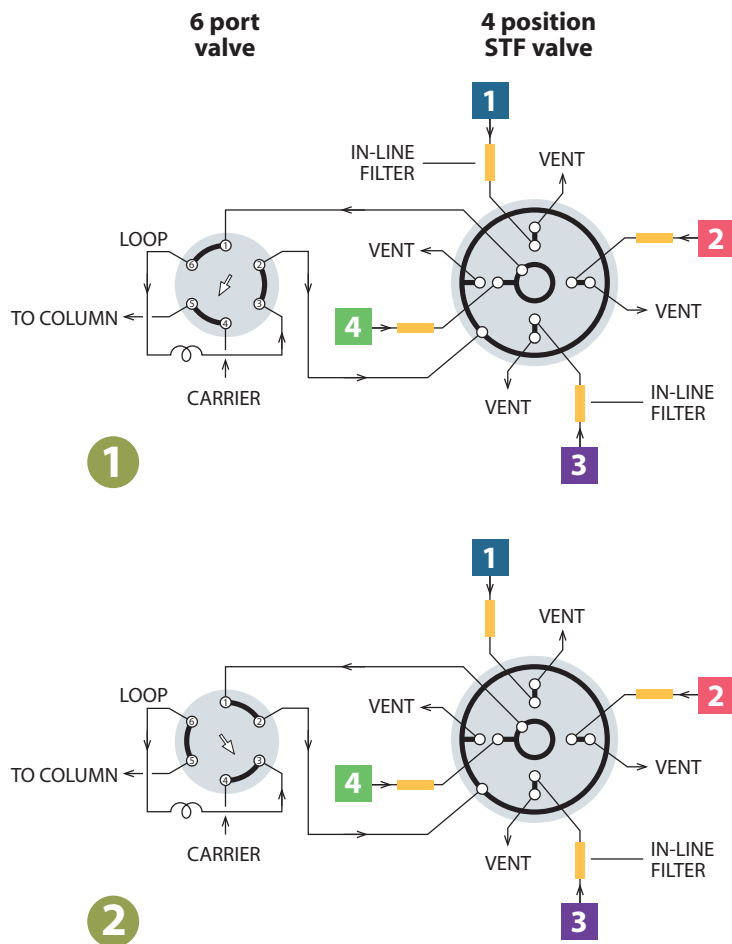 6 port
valve
4 position
STF valve
1
IN-LINE
FILTER
VENT
2
LOOP
1
6
2
VENT
5
3
4
TO COLUMN
4
VENT
CARRIER
VENT
IN-LINE
FILTER
3
1
1
VENT
2
LOOP
1
6
2
VENT
5
3
4
TO COLUMN
4
VENT
CARRIER
VENT
IN-LINE
FILTER
3
2